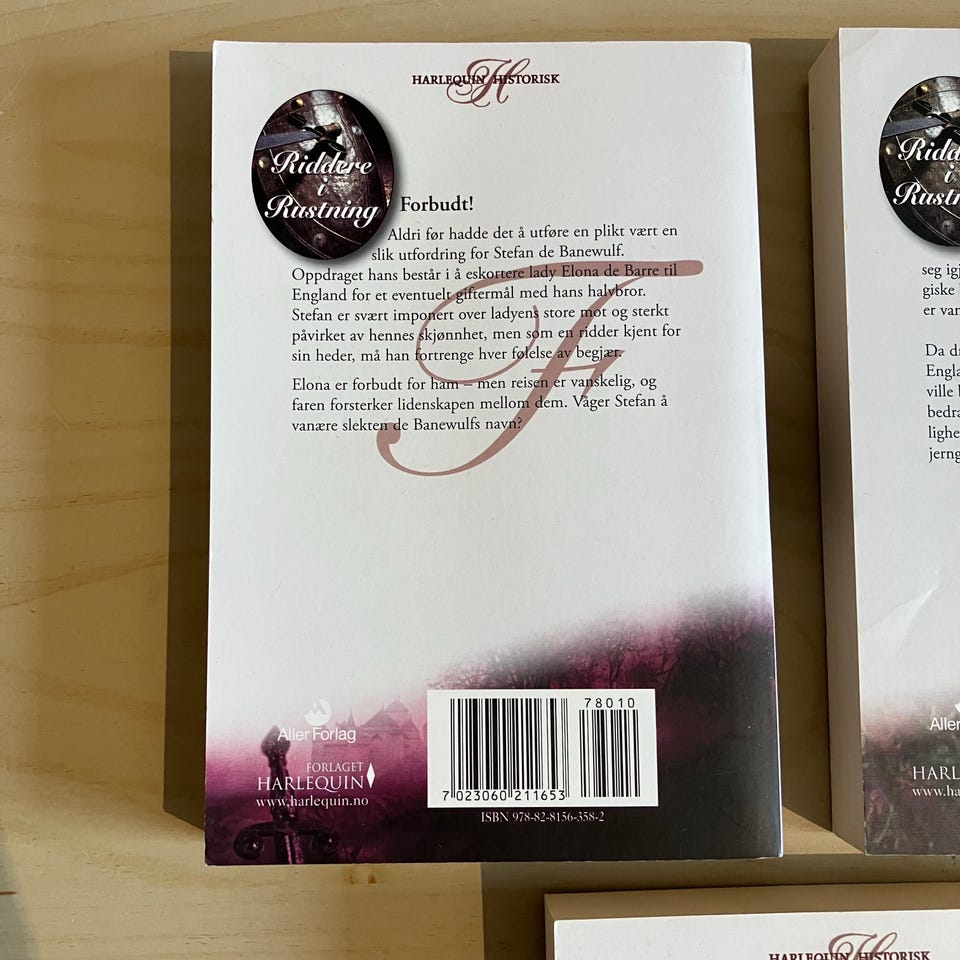 HARLEQUIN HISTORISK
Riddere
i
Rustning
Forbudt!
Aldri før hadde det å utføre en plikt vært en
slik utfordring for Stefan de Banewulf.
Oppdraget hans består i å eskortere lady Elona de Barre til
England for et eventuelt giftermål med hans halvbror.
Stefan er svært imponert over ladyens store mot og sterkt
påvirket av hennes skjønnhet, men som en ridder kjent for
sin heder, må han fortrenge hver følelse av begjær.
Elona er forbudt for ham – men reisen er vanskelig, og
faren forsterker lidenskapen mellom dem. Våger Stefan å
vanære slekten de Banewulfs navn?
F
Aller Forlag
FORLAGET
HARLEQUIN
www.harlequin.no
78010
7 023060 211653
ISBN 978-82-8156-358-2
i
seg
giske
er
Da
ville
HARLEQUIN HISTORISK